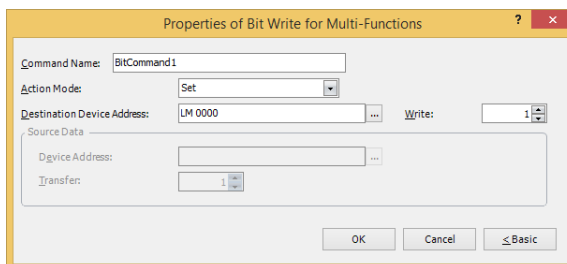 Properties of Bit Write for Multi-Functions ? ×
Command Name: BitCommand1
Action Mode: Set
Destination Device Address: LM 0000 ... Write: 1
Source Data
Device Address: ...
Transfer: 1
OK Cancel < Basic